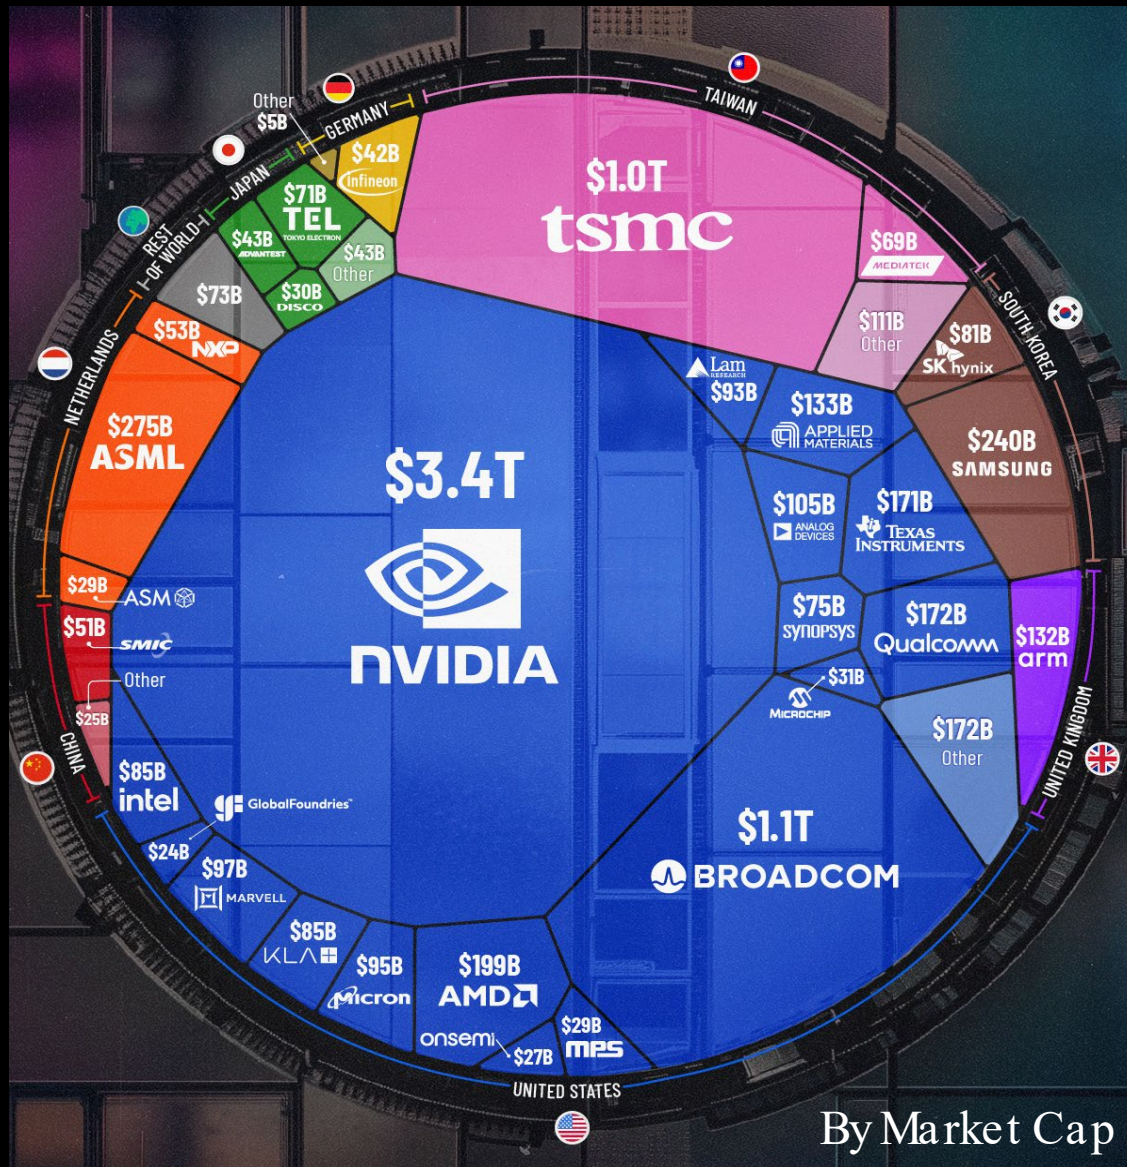 TAIWAN
$1.0T
tsmc
$69B
MEDIATEK
$111B
Other
SOUTH KOREA
$81B
SK hynix
$240B
SAMSUNG
UNITED KINGDOM
$132B
arm
UNITED STATES
$3.4T
NVIDIA
Lam
RESEARCH
$93B
$133B
APPLIED
MATERIALS
$105B
ANALOG
DEVICES
$171B
TEXAS
INSTRUMENTS
$75B
SYNOPSYS
$172B
Qualcomm
$31B
MICROCHIP
$172B
Other
$1.1T
BROADCOM
$29B
mps
onsemi
$27B
$199B
AMD
$95B
Micron
$85B
KLA
$97B
MARVELL
GF GlobalFoundries™
$24B
$85B
intel
CHINA
$51B
SMIC
Other
$25B
NETHERLANDS
$53B
NXP
$275B
ASML
$29B
ASM
REST
OF WORLD
$73B
JAPAN
$71B
TEL
TOKYO ELECTRON
$43B
ADVANTEST
$43B
Other
$30B
DISCO
GERMANY
Other
$5B
$42B
infineon
By Market Cap